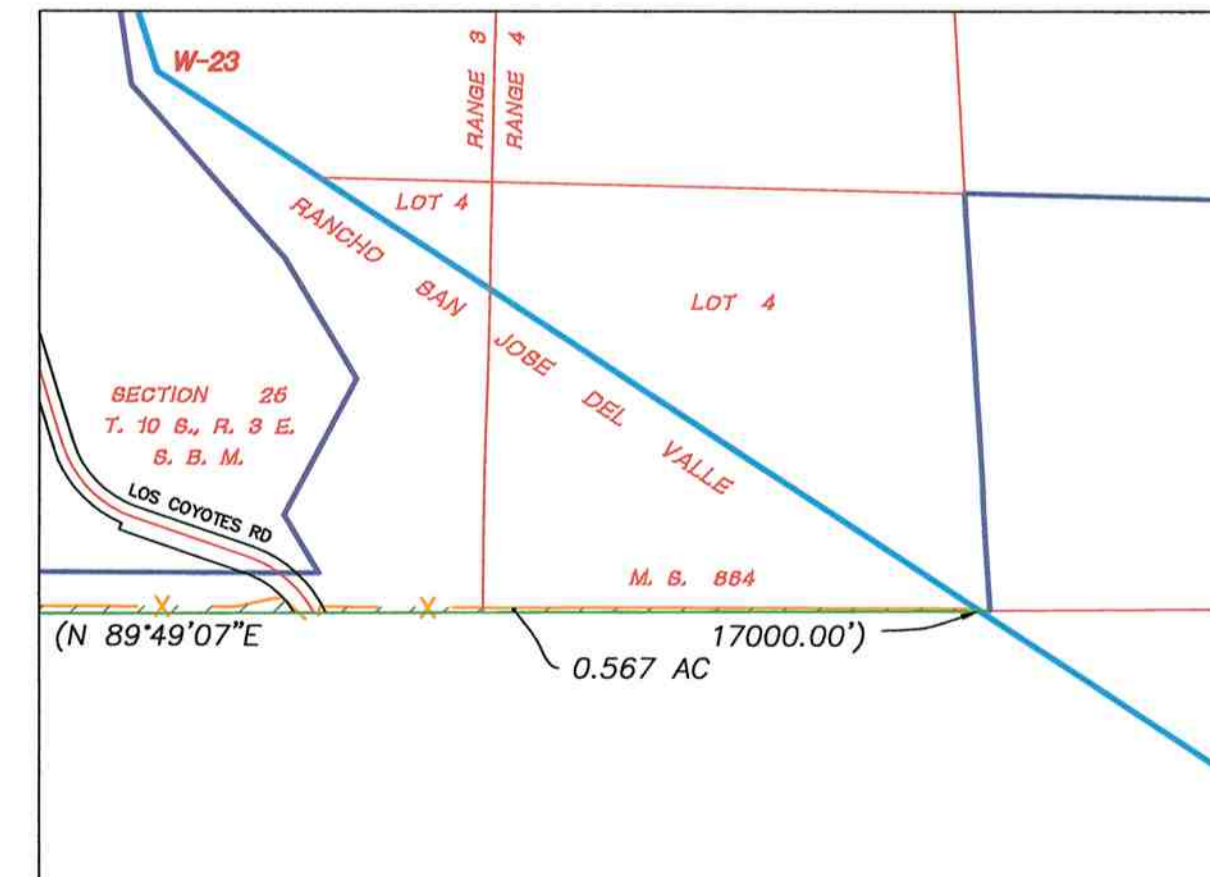 W-23
RANGE 3
RANGE 4
LOT 4
RANCHO SAN JOSE DEL VALLE
LOT 4
SECTION 25
T. 10 S., R. 3 E.
S. B. M.
LOS COYOTES RD
M. S. 884
X
X
(N 89°49'07"E
17000.00')
0.567 AC